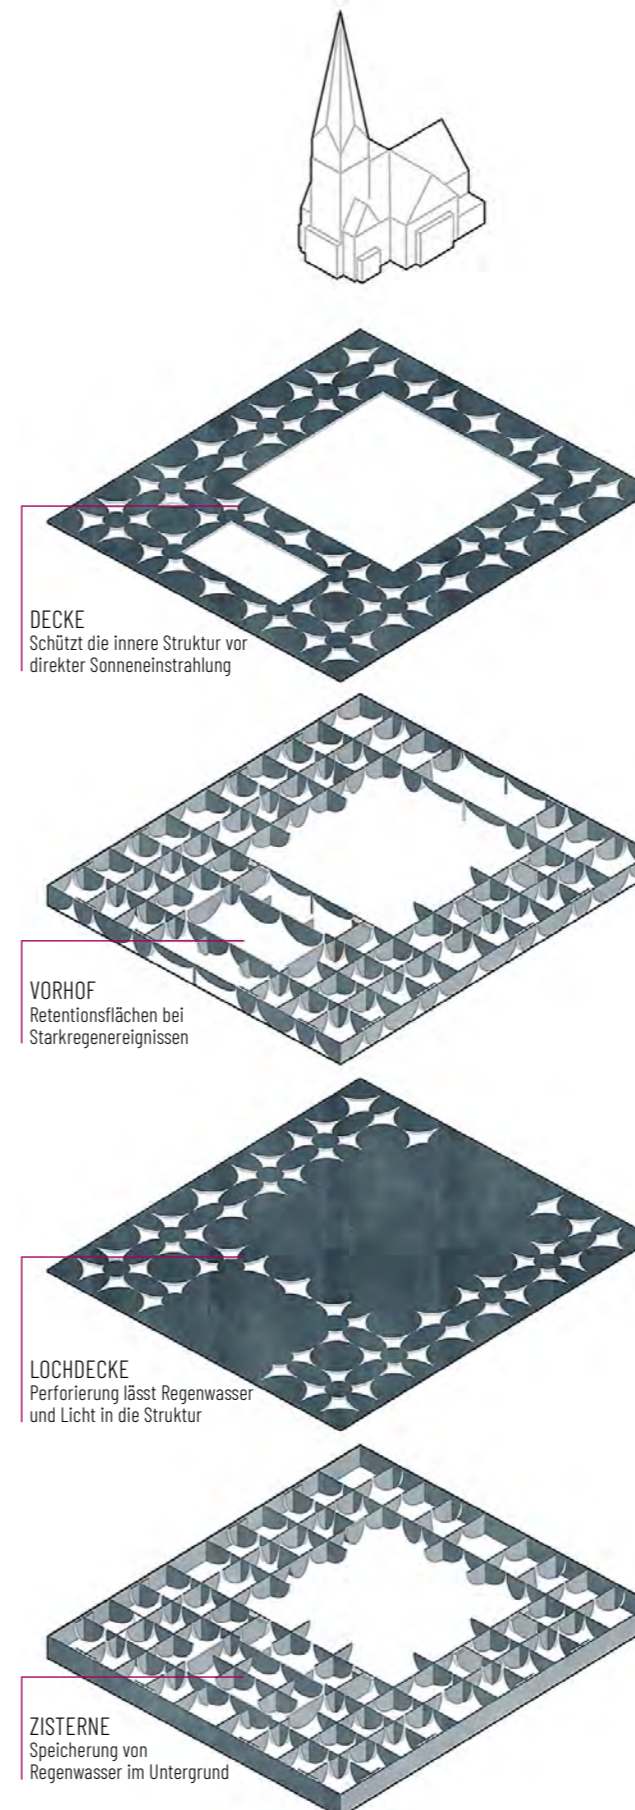 DECKE
Schützt die innere Struktur vor
direkter Sonneneinstrahlung
VORHOF
Retentionsflächen bei
Starkregenereignissen
LOCHDECKE
Perforierung lässt Regenwasser
und Licht in die Struktur
ZISTERNE
Speicherung von
Regenwasser im Untergrund